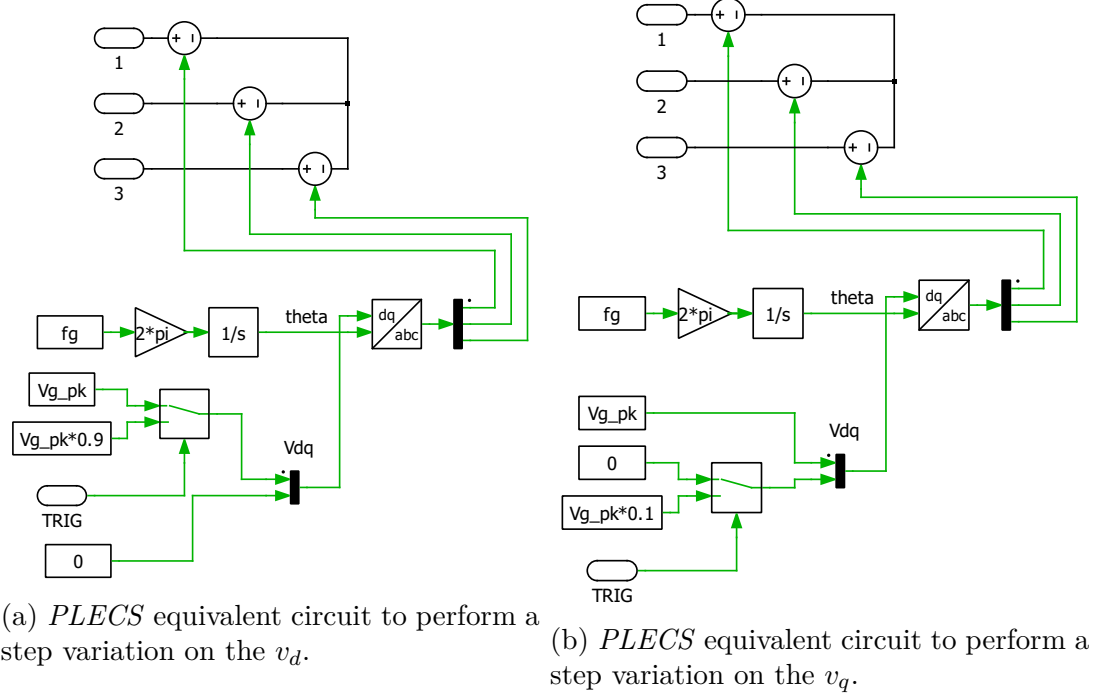 1
2
3
theta
fg
2*pi
1/s
dq
abc
Vg_pk
Vg_pk*0.9
Vdq
TRIG
0
(a) PLECS equivalent circuit to perform a
step variation on the v_d.
1
2
3
theta
fg
2*pi
1/s
dq
abc
Vg_pk
Vdq
0
Vg_pk*0.1
TRIG
(b) PLECS equivalent circuit to perform a
step variation on the v_q.